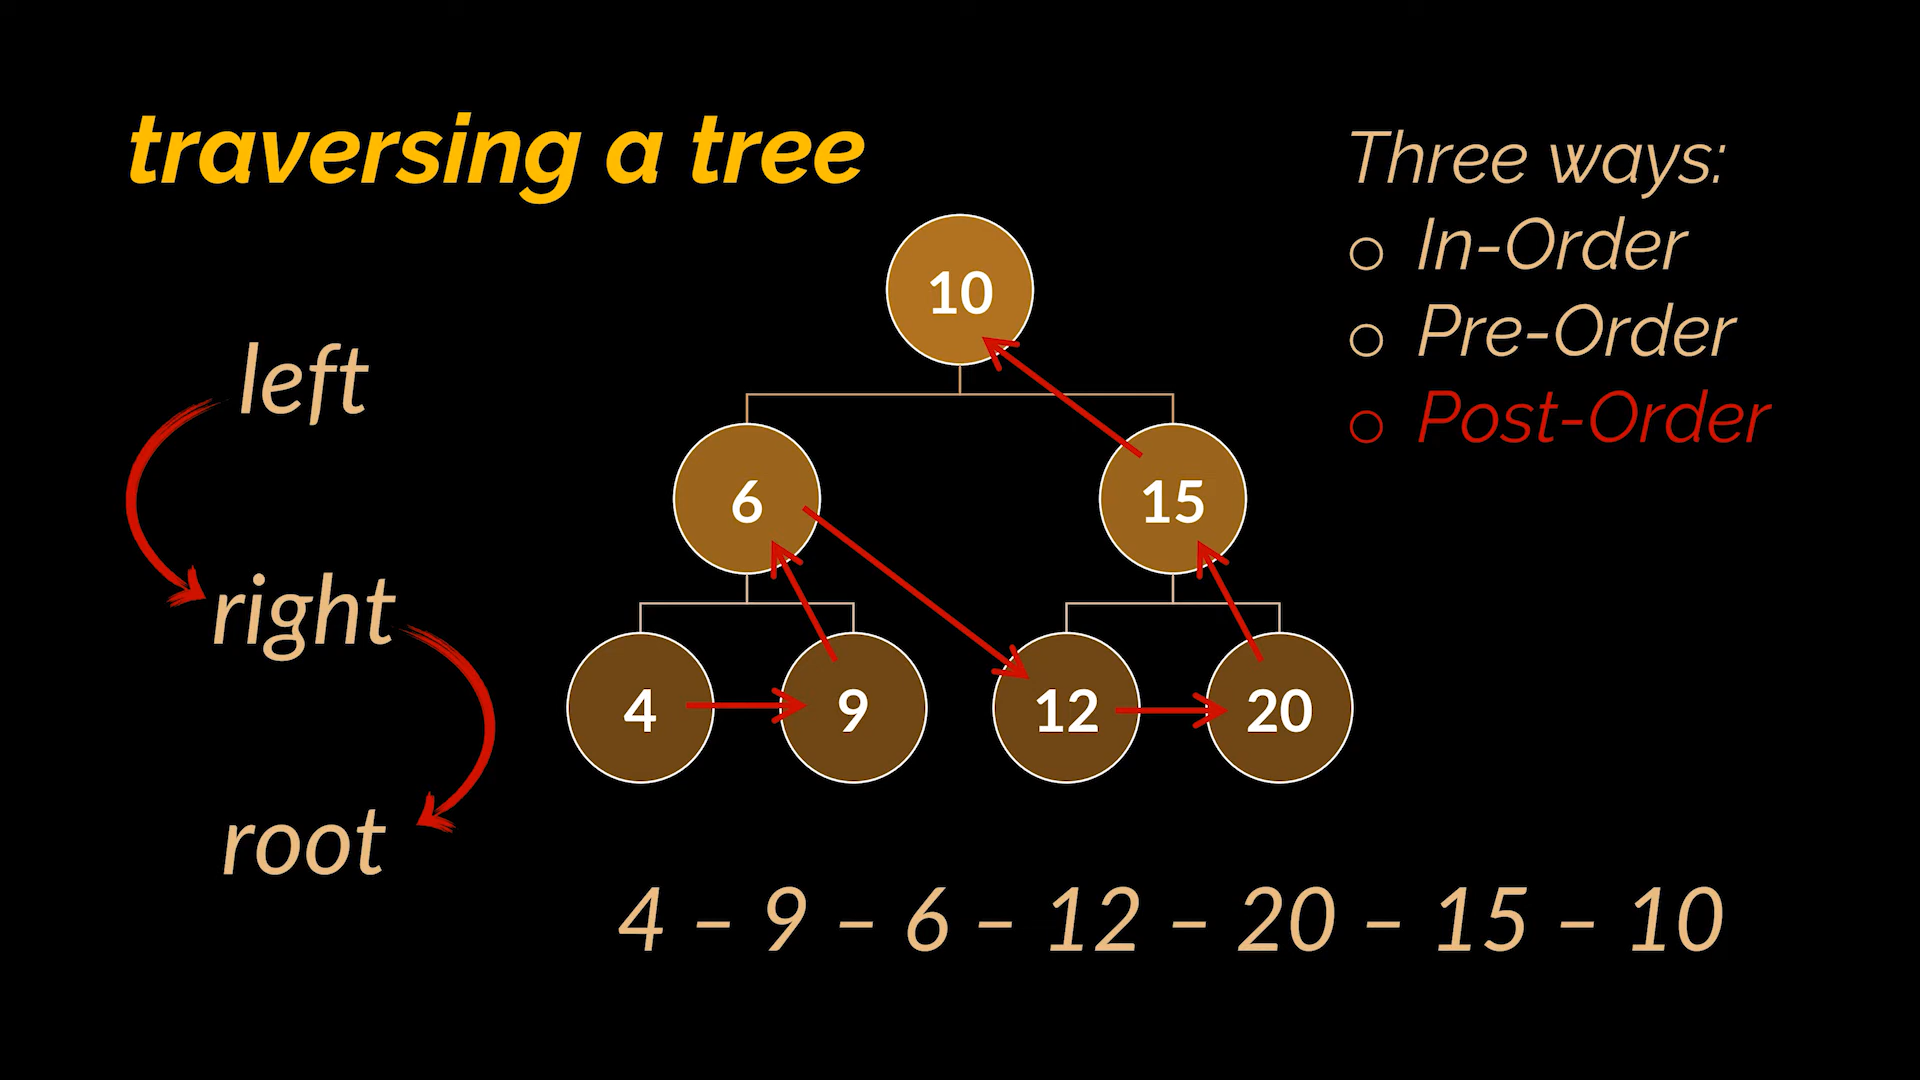 traversing a tree
Three ways:
○ In-Order
○ Pre-Order
○ Post-Order
left
right
root
10
6
15
4
9
12
20
4 – 9 – 6 – 12 – 20 – 15 – 10